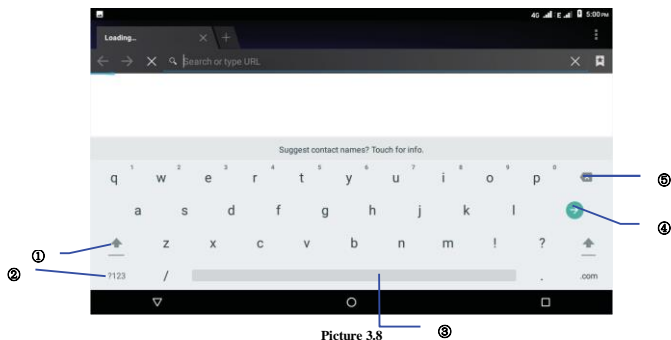 4G E 5:00 PM
Loading...
Search or type URL
Suggest contact names? Touch for info.
1 2 3 4 5 6 7 8 9 0
q w e r t y u i o p ⑤
a s d f g h j k l ④
① z x c v b n m ! ?
② ?123 / . .com
Picture 3.8 ③